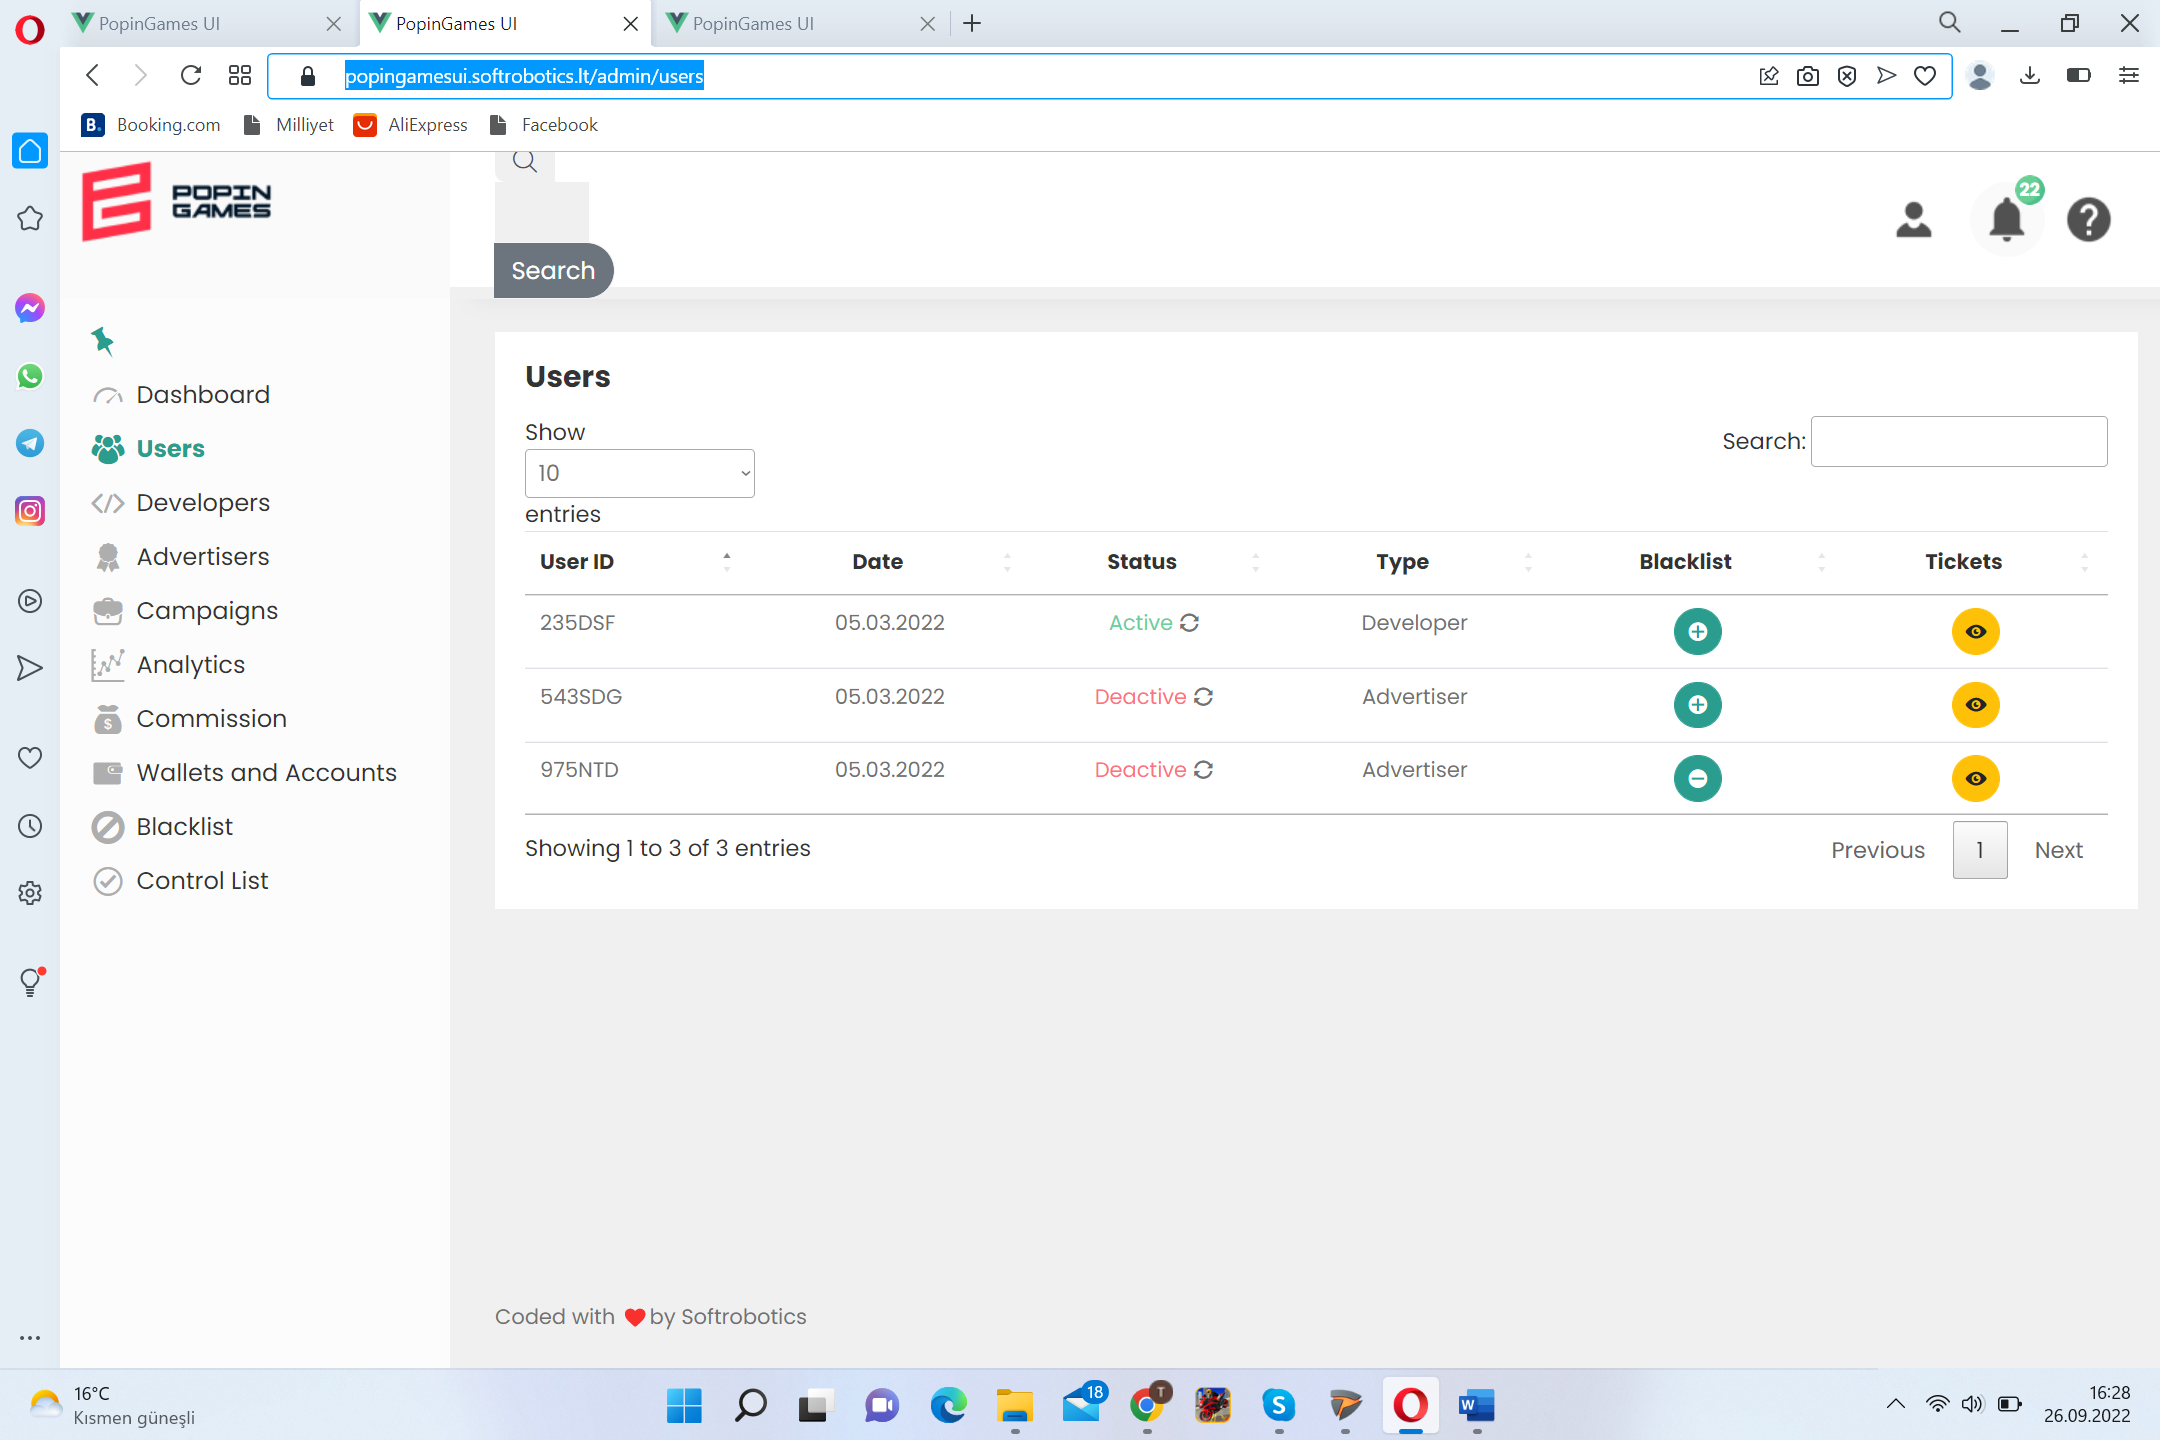 PopinGames UI
PopinGames UI
PopinGames UI
popingamesui.softrobotics.lt/admin/users
B. Booking.com
Milliyet
AliExpress
Facebook
POPIN
GAMES
22
Search
Dashboard
Users
Developers
Advertisers
Campaigns
Analytics
Commission
Wallets and Accounts
Blacklist
Control List
Users
Show
10
entries
Search:
User ID Date Status Type Blacklist Tickets
235DSF 05.03.2022 Active Developer
543SDG 05.03.2022 Deactive Advertiser
975NTD 05.03.2022 Deactive Advertiser
Showing 1 to 3 of 3 entries
Previous 1 Next
Coded with by Softrobotics
16°C
Kısmen güneşli
18
T
S
W
16:28
26.09.2022